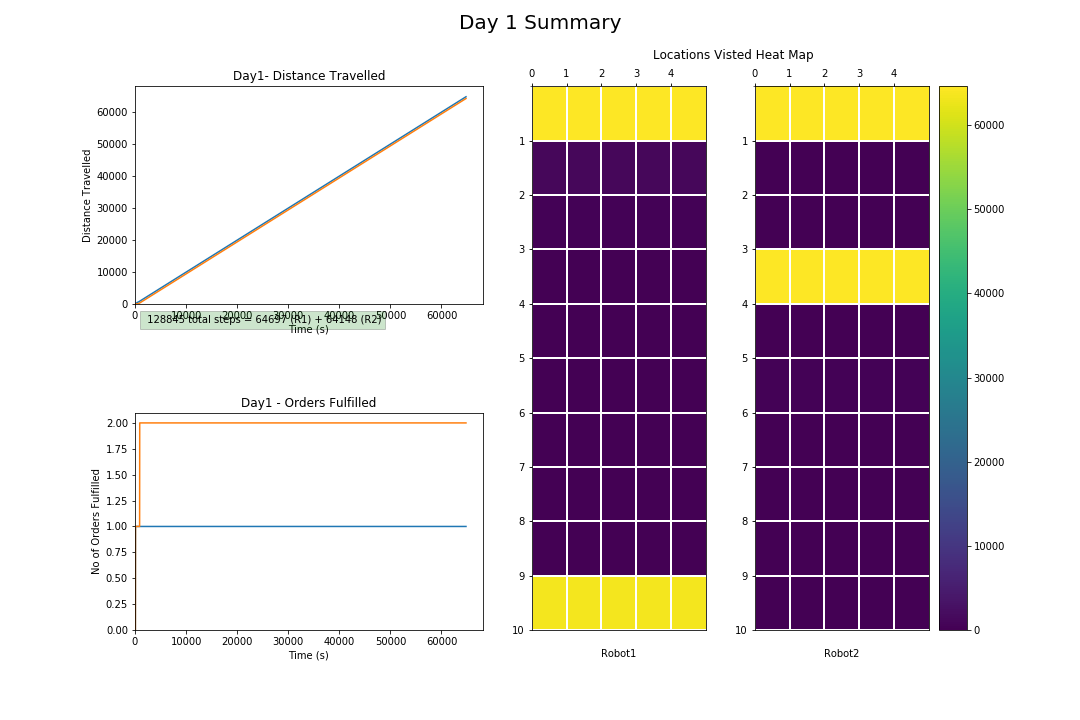 Day 1 Summary
Day1- Distance Travelled
Distance Travelled
60000
50000
40000
30000
20000
10000
0
0 10000 20000 30000 40000 50000 60000
128845 total steps = 64697 (R1) + 64148 (R2)
Time (s)
Day1 - Orders Fulfilled
No of Orders Fulfilled
2.00
1.75
1.50
1.25
1.00
0.75
0.50
0.25
0.00
0 10000 20000 30000 40000 50000 60000
Time (s)
Locations Visted Heat Map
0 1 2 3 4
1
2
3
4
5
6
7
8
9
10
Robot1
0 1 2 3 4
1
2
3
4
5
6
7
8
9
10
Robot2
60000
50000
40000
30000
20000
10000
0